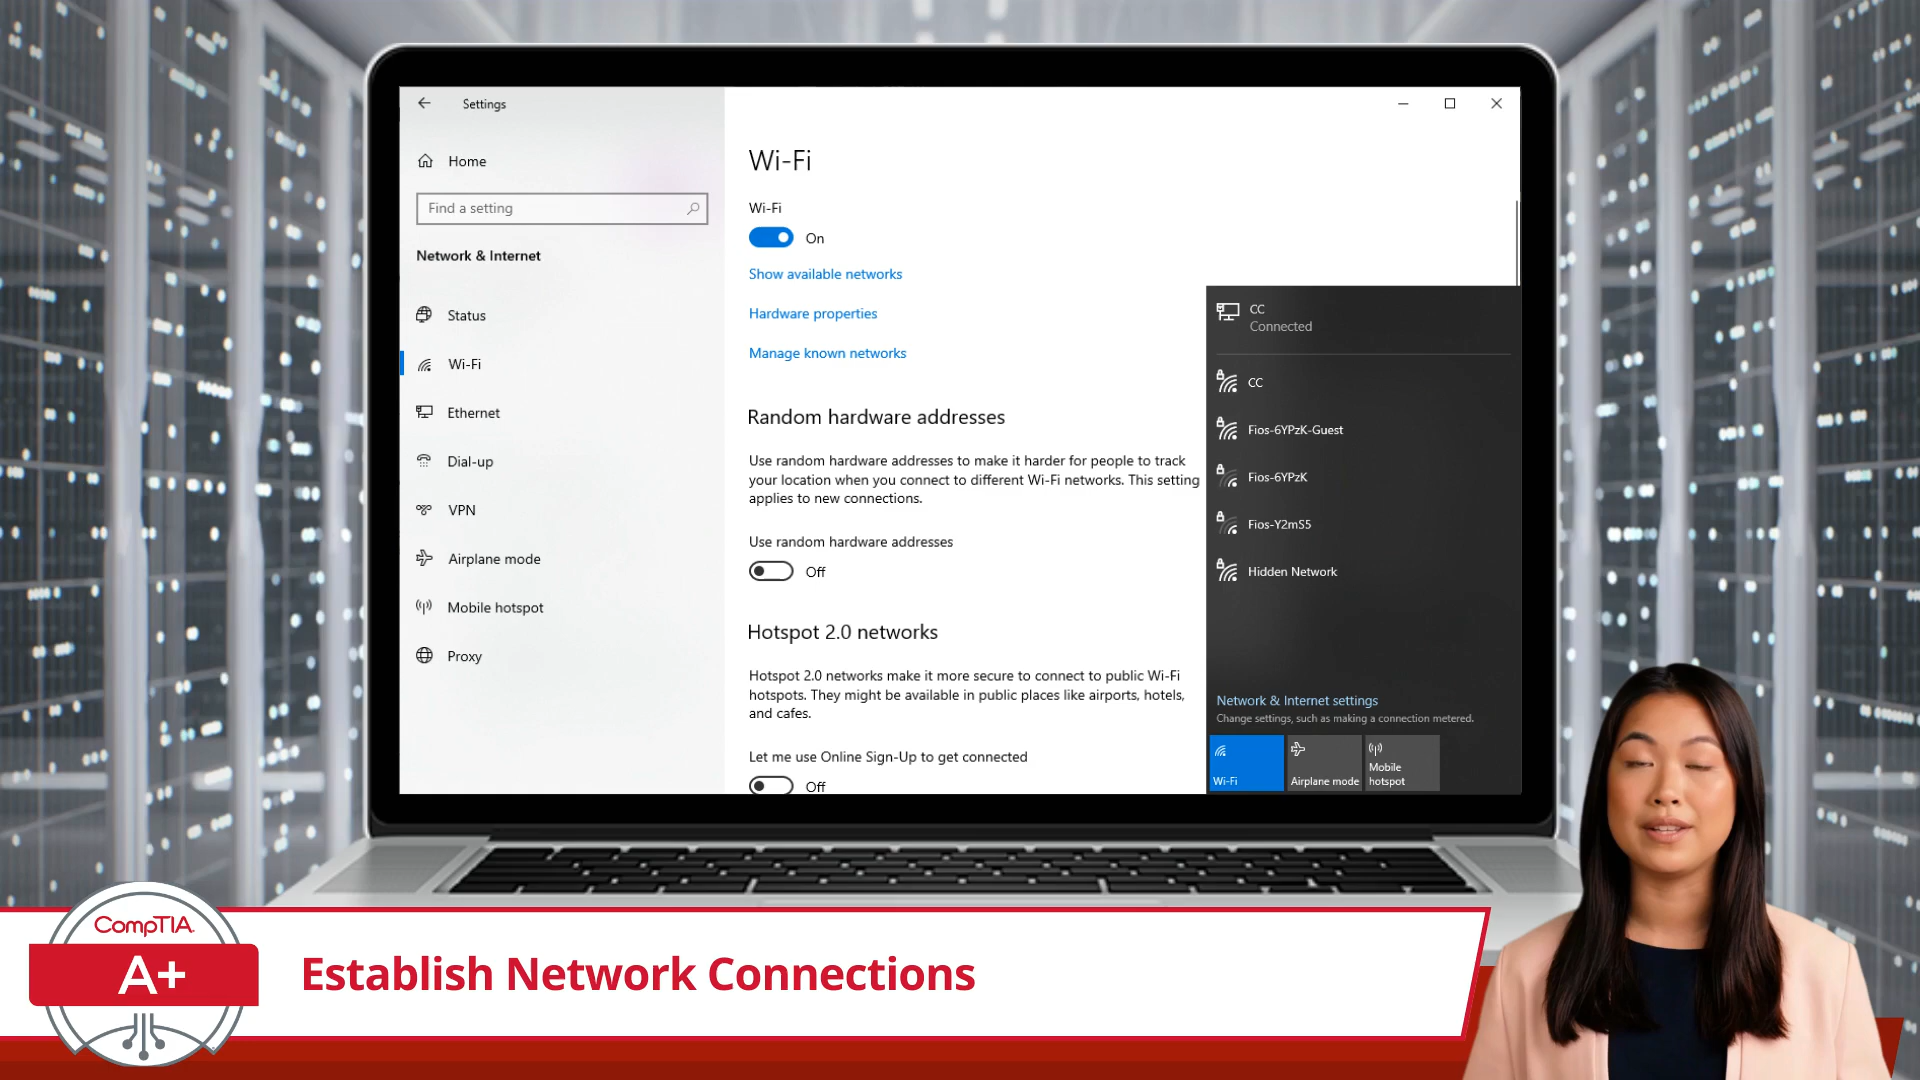 Settings
Home
Find a setting
Network & Internet
Status
Wi-Fi
Ethernet
Dial-up
VPN
Airplane mode
Mobile hotspot
Proxy
Wi-Fi
Wi-Fi
On
Show available networks
Hardware properties
Manage known networks
Random hardware addresses
Use random hardware addresses to make it harder for people to track
your location when you connect to different Wi-Fi networks. This setting
applies to new connections.
Use random hardware addresses
Off
Hotspot 2.0 networks
Hotspot 2.0 networks make it more secure to connect to public Wi-Fi
hotspots. They might be available in public places like airports, hotels,
and cafes.
Let me use Online Sign-Up to get connected
Off
CC
Connected
CC
Fios-6YPzK-Guest
Fios-6YPzK
Fios-Y2mS5
Hidden Network
Network & Internet settings
Change settings, such as making a connection metered.
Wi-Fi
Airplane mode
Mobile
hotspot
CompTIA.
A+
Establish Network Connections